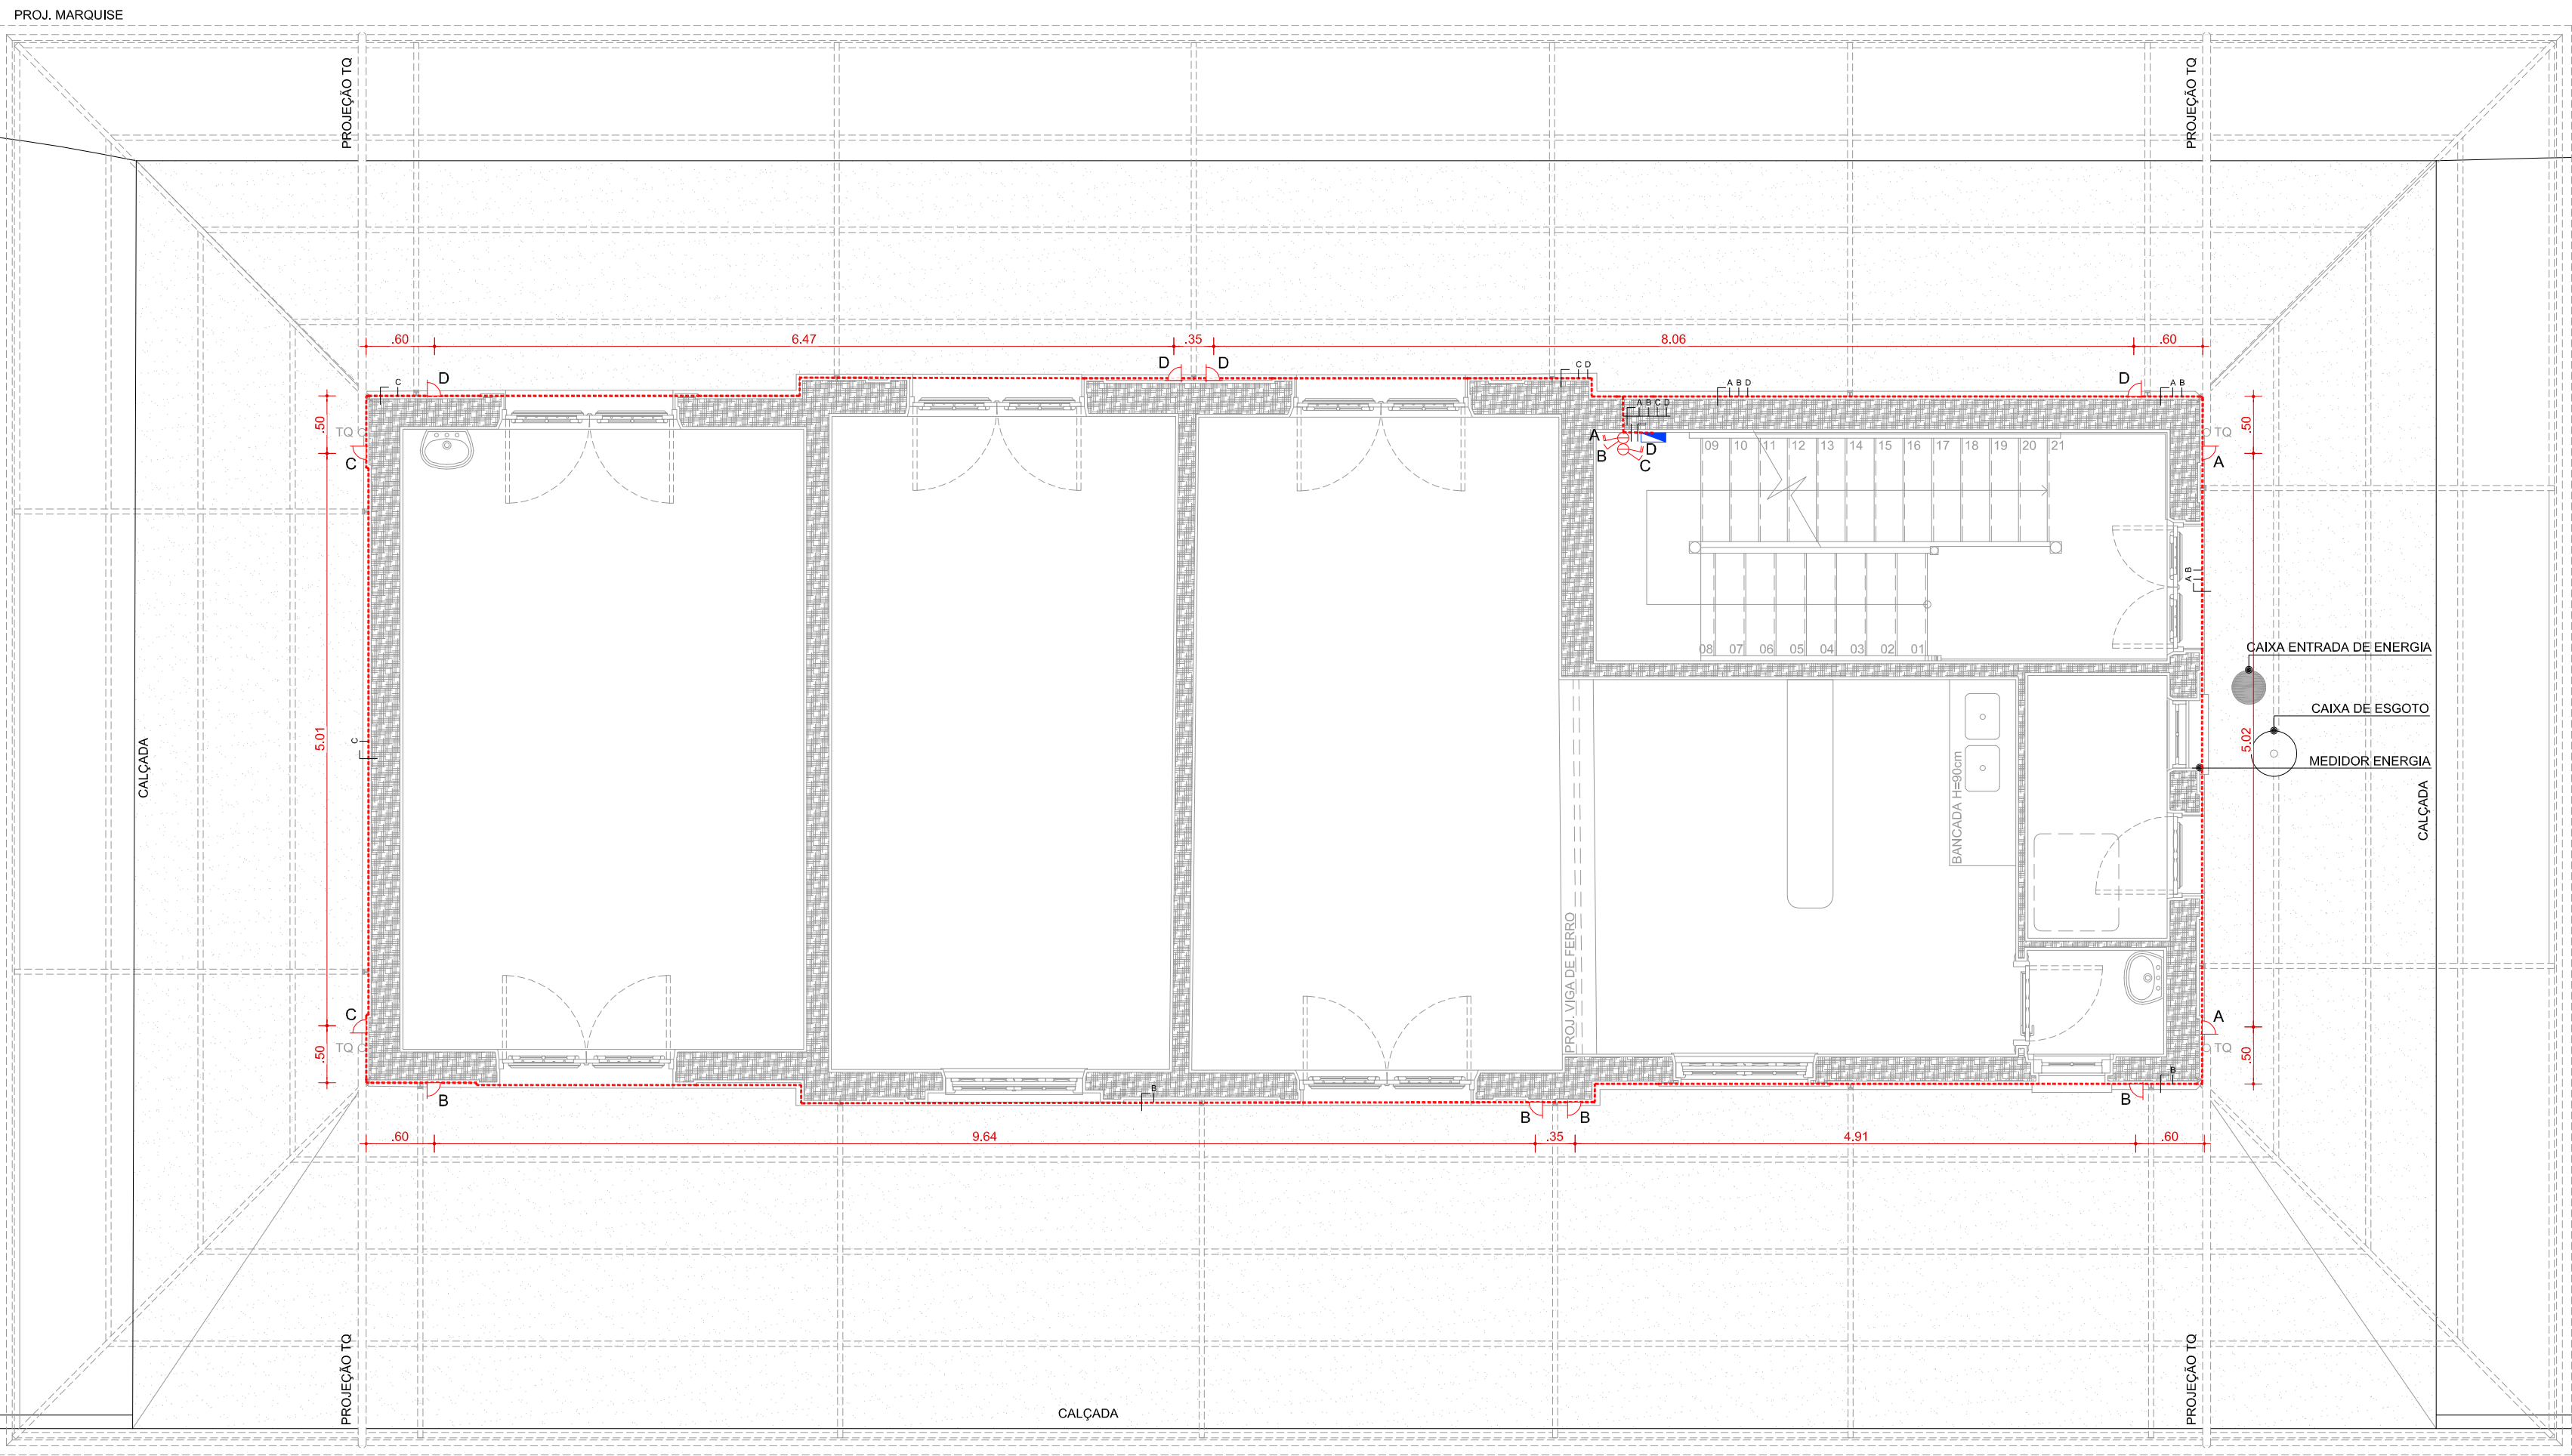 PROJ. MARQUISE
PROJEÇÃO TQ
PROJEÇÃO TQ
.60
6.47
.35
8.06
.60
D
D
D
D
C
C D
A B D
A B
A B C D
.50
TQ
C
A
B
D
C
.50
TQ
A
09
10
11
12
13
14
15
16
17
18
19
20
21
A B
08
07
06
05
04
03
02
01
CAIXA ENTRADA DE ENERGIA
CAIXA DE ESGOTO
MEDIDOR ENERGIA
5.01
C
5.02
CALÇADA
CALÇADA
BANCADA H=90cm
PROJ. VIGA DE FERRO
C
A
.50
TQ
.50
TQ
B
B
B
B
B
B
.60
9.64
.35
4.91
.60
PROJEÇÃO TQ
PROJEÇÃO TQ
CALÇADA